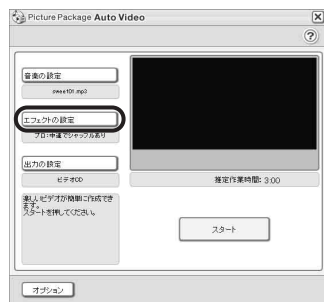 Picture Package Auto Video
音楽の設定
sweet01.mp3
エフェクトの設定
プロ:中速でシャッフルあり
出力の設定
ビデオCD
楽しいビデオが簡単に作成できます。
スタートを押してください。
推定作業時間: 3:00
スタート
オプション